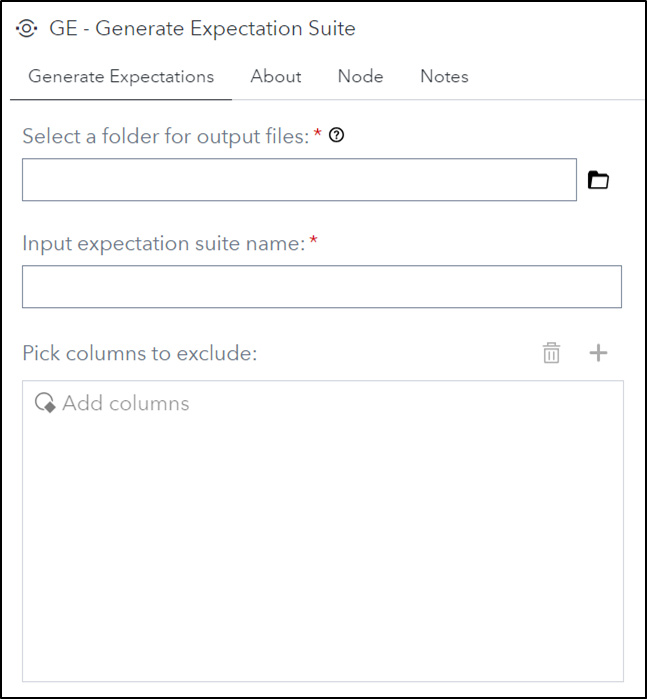 GE - Generate Expectation Suite
Generate Expectations About Node Notes
Select a folder for output files: * ?
Input expectation suite name: *
Pick columns to exclude:
Add columns